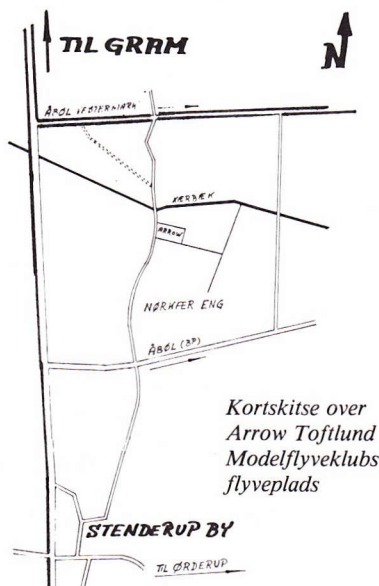 TIL GRAM
N
ÅBØL VESTERMARK
KÆRBÆK
ARROW
NØRKÆR ENG
ÅBØL (BP)
Kortskitse over
Arrow Toftlund
Modelflyveklubs
flyveplads
STENDERUP BY
TIL ØRDERUP